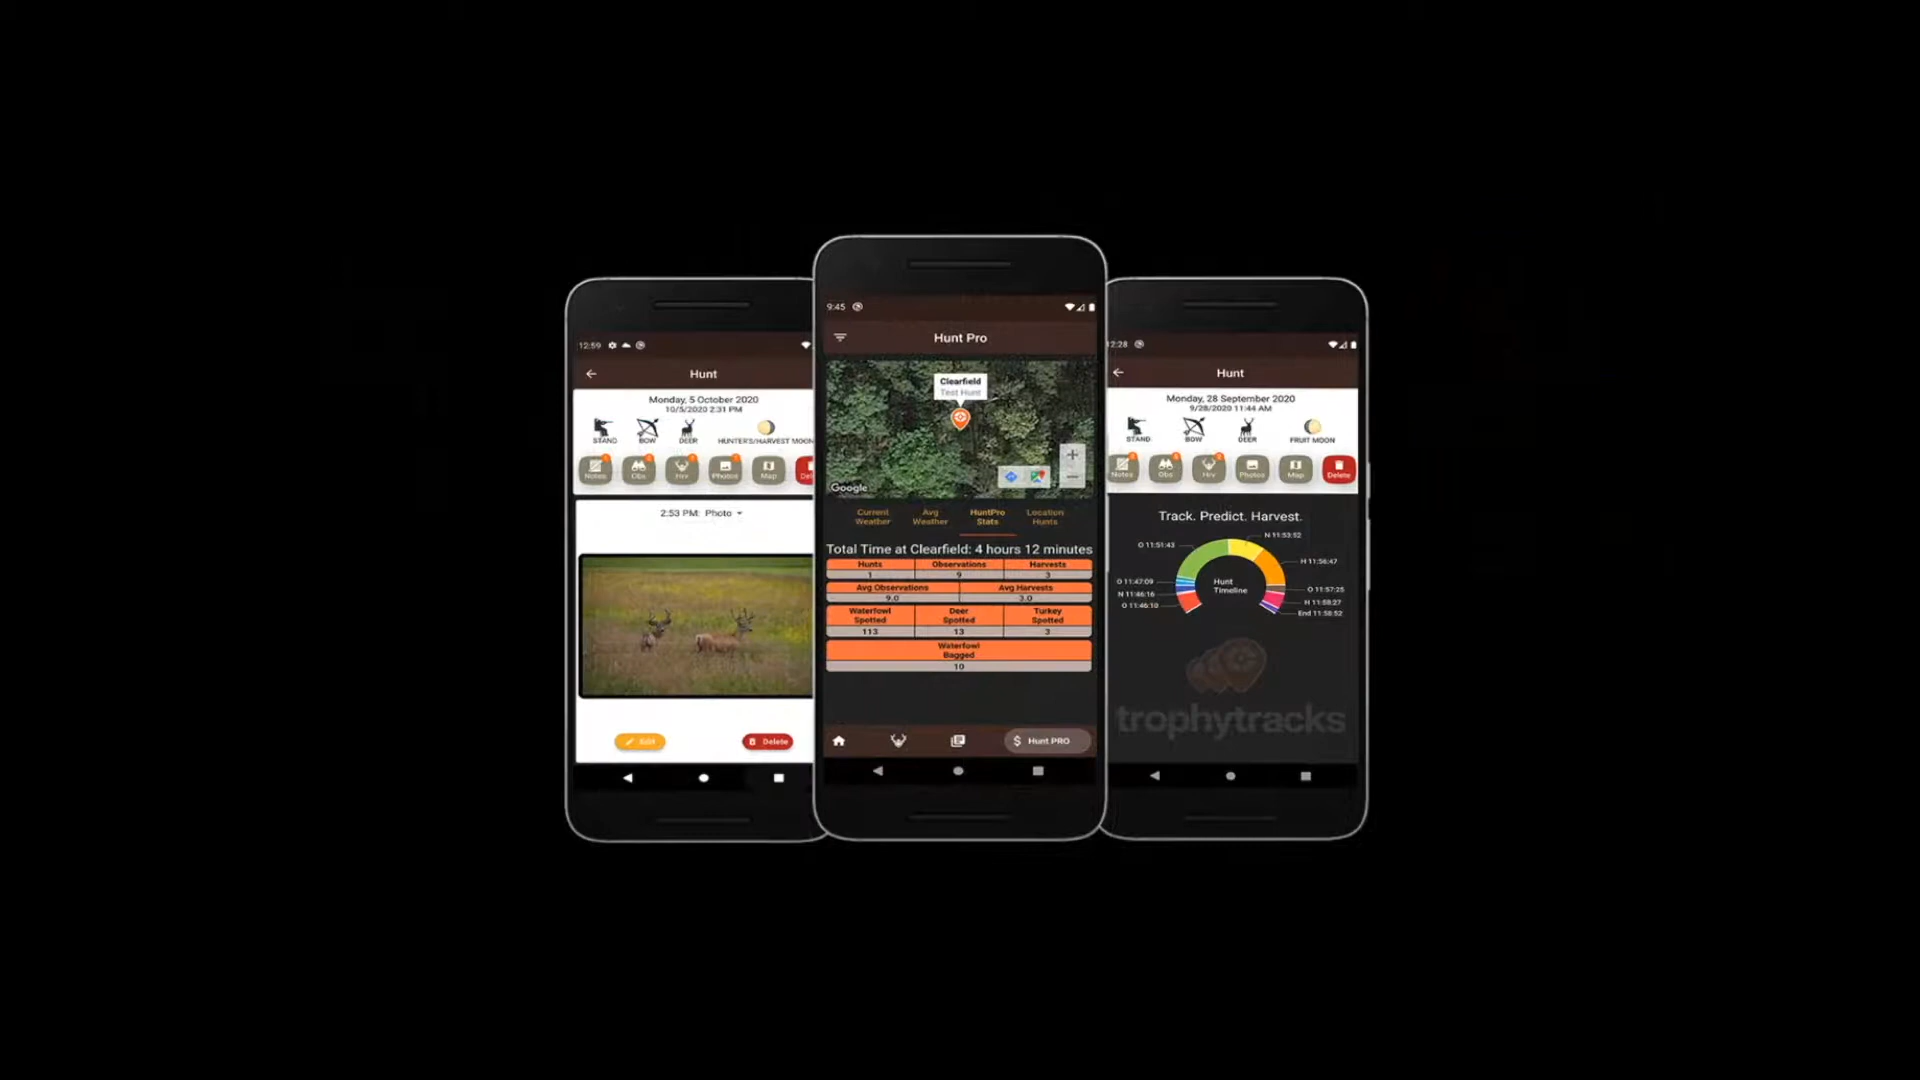 12:59
Hunt
Monday, 5 October 2020
10/5/2020 2:31 PM
STAND BOW DEER HUNTER'S/HARVEST MOON
Notes Obs Hrv Photos Map Del
2:53 PM: Photo
Edit Delete
9:45
Hunt Pro
Clearfield
Test Hunt
Google
Current Weather Avg Weather HuntPro Stats Location Hunts
Total Time at Clearfield: 4 hours 12 minutes
Hunts Observations Harvests
1 9 3
Avg Observations Avg Harvests
9.0 3.0
Waterfowl Spotted Deer Spotted Turkey Spotted
113 13 3
Waterfowl Bagged
10
$ Hunt PRO
12:28
Hunt
Monday, 28 September 2020
9/28/2020 11:44 AM
STAND BOW DEER FRUIT MOON
Notes Obs Hrv Photos Map Delete
Track. Predict. Harvest.
N 11:53:52
O 11:51:43
H 11:56:47
Hunt Timeline
O 11:47:09
O 11:57:25
N 11:46:16
H 11:58:27
O 11:46:10
End 11:58:52
trophytracks